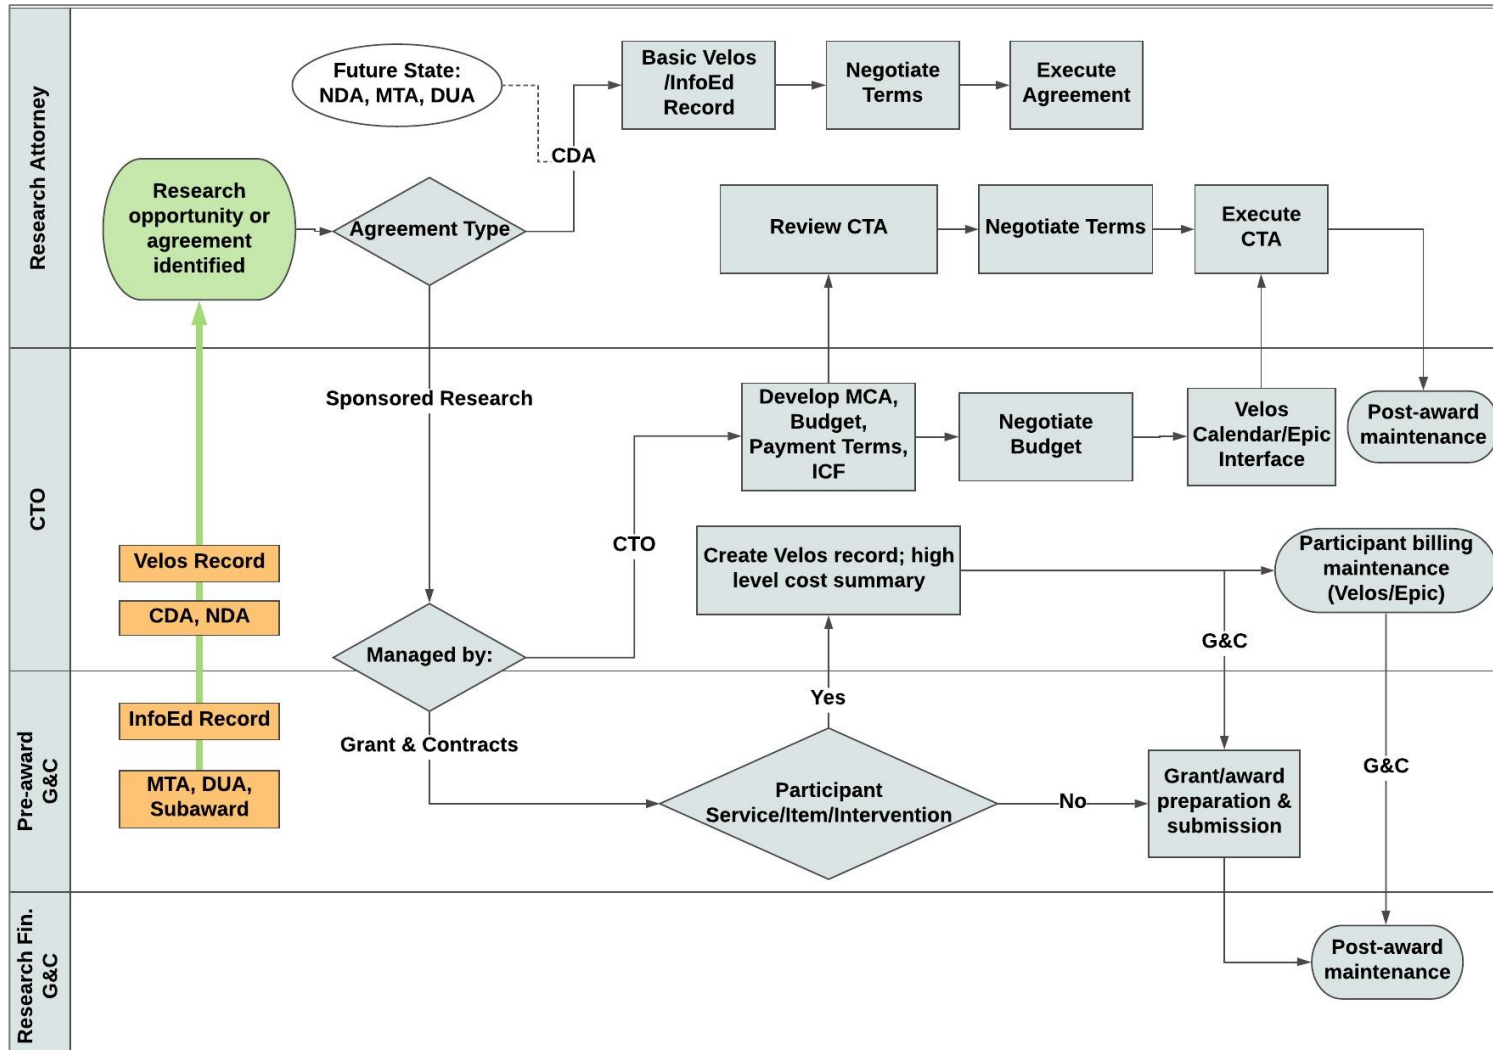 Research Attorney
Future State:
NDA, MTA, DUA
CDA
Basic Velos
/InfoEd
Record
Negotiate
Terms
Execute
Agreement
Research
opportunity or
agreement
identified
Agreement Type
Review CTA
Negotiate Terms
Execute
CTA
CTO
Sponsored Research
Develop MCA,
Budget,
Payment Terms,
ICF
Negotiate
Budget
Velos
Calendar/Epic
Interface
Post-award
maintenance
Velos Record
CDA, NDA
CTO
Create Velos record; high
level cost summary
Participant billing
maintenance
(Velos/Epic)
Managed by:
G&C
Pre-award
G&C
InfoEd Record
MTA, DUA,
Subaward
Grant & Contracts
Yes
Participant
Service/Item/Intervention
No
Grant/award
preparation &
submission
G&C
Research Fin.
G&C
Post-award
maintenance